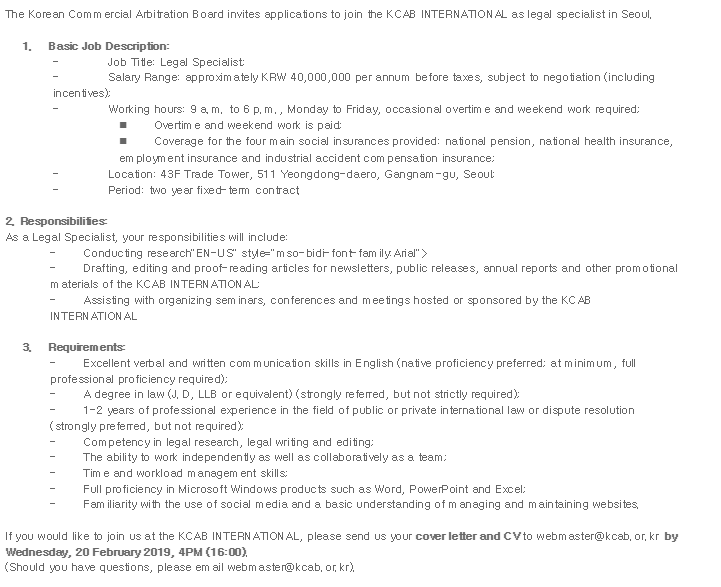 The Korean Commercial Arbitration Board invites applications to join the KCAB INTERNATIONAL as legal specialist in Seoul.
1. Basic Job Description:
- Job Title: Legal Specialist;
- Salary Range: approximately KRW 40,000,000 per annum before taxes, subject to negotiation (including
incentives);
- Working hours: 9 a.m. to 6 p.m., Monday to Friday, occasional overtime and weekend work required;
■ Overtime and weekend work is paid;
■ Coverage for the four main social insurances provided: national pension, national health insurance,
employment insurance and industrial accident compensation insurance;
- Location: 43F Trade Tower, 511 Yeongdong-daero, Gangnam-gu, Seoul;
- Period: two year fixed-term contract.
2. Responsibilities:
As a Legal Specialist, your responsibilities will include:
- Conducting research"EN-US" style="mso-bidi-font-family:Arial">
- Drafting, editing and proof-reading articles for newsletters, public releases, annual reports and other promotional
materials of the KCAB INTERNATIONAL;
- Assisting with organizing seminars, conferences and meetings hosted or sponsored by the KCAB
INTERNATIONAL
3. Requirements:
- Excellent verbal and written communication skills in English (native proficiency preferred; at minimum, full
professional proficiency required);
- A degree in law (J.D, LLB or equivalent) (strongly referred, but not strictly required);
- 1-2 years of professional experience in the field of public or private international law or dispute resolution
(strongly preferred, but not required);
- Competency in legal research, legal writing and editing;
- The ability to work independently as well as collaboratively as a team;
- Time and workload management skills;
- Full proficiency in Microsoft Windows products such as Word, PowerPoint and Excel;
- Familiarity with the use of social media and a basic understanding of managing and maintaining websites.
If you would like to join us at the KCAB INTERNATIONAL, please send us your cover letter and CV to webmaster@kcab.or.kr by
Wednesday, 20 February 2019, 4PM (16:00).
(Should you have questions, please email webmaster@kcab.or.kr).